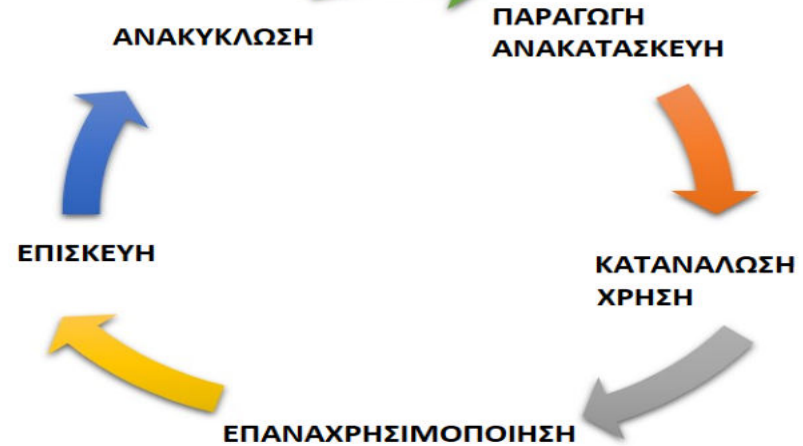 ΑΝΑΚΥΚΛΩΣΗ
ΠΑΡΑΓΩΓΗ
ΑΝΑΚΑΤΑΣΚΕΥΗ
ΕΠΙΣΚΕΥΗ
ΚΑΤΑΝΑΛΩΣΗ
ΧΡΗΣΗ
ΕΠΑΝΑΧΡΗΣΙΜΟΠΟΙΗΣΗ